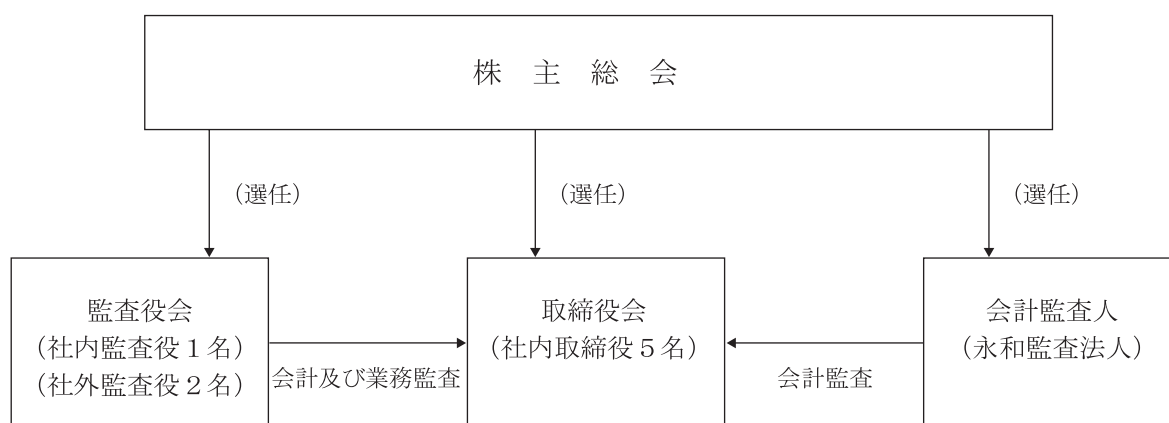 株 主 総 会
（選任）
（選任）
（選任）
監査役会
（社内監査役１名）
（社外監査役２名）
会計及び業務監査
取締役会
（社内取締役５名）
会計監査
会計監査人
（永和監査法人）